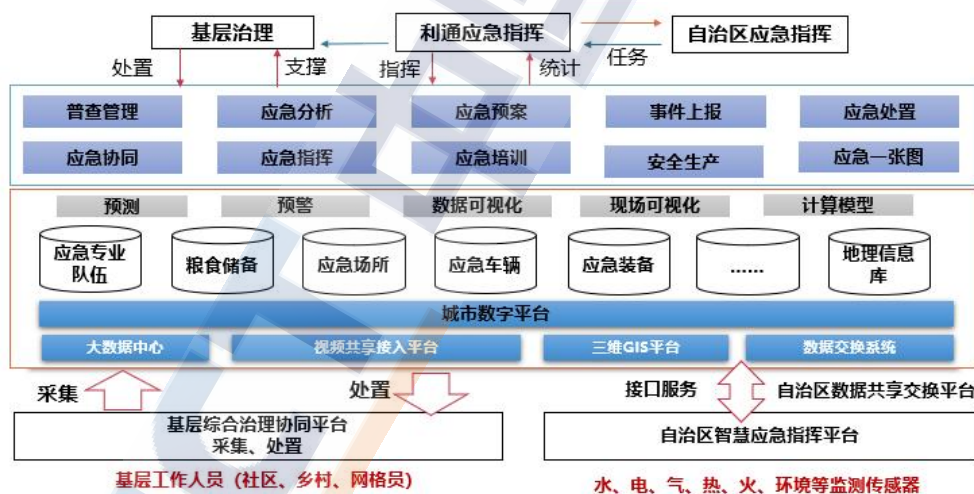 基层治理
利通应急指挥
自治区应急指挥
处置
支撑
指挥
统计
任务
普查管理
应急分析
应急预案
事件上报
应急处置
应急协同
应急指挥
应急培训
安全生产
应急一张图
预测
预警
数据可视化
现场可视化
计算模型
应急专业
队伍
粮食储备
应急场所
应急车辆
应急装备
......
地理信息
库
城市数字平台
大数据中心
视频共享接入平台
三维GIS平台
数据交换系统
采集
处置
接口服务
自治区数据共享交换平台
基层综合治理协同平台
采集、处置
自治区智慧应急指挥平台
基层工作人员（社区、乡村、网格员）
水、电、气、热、火、环境等监测传感器